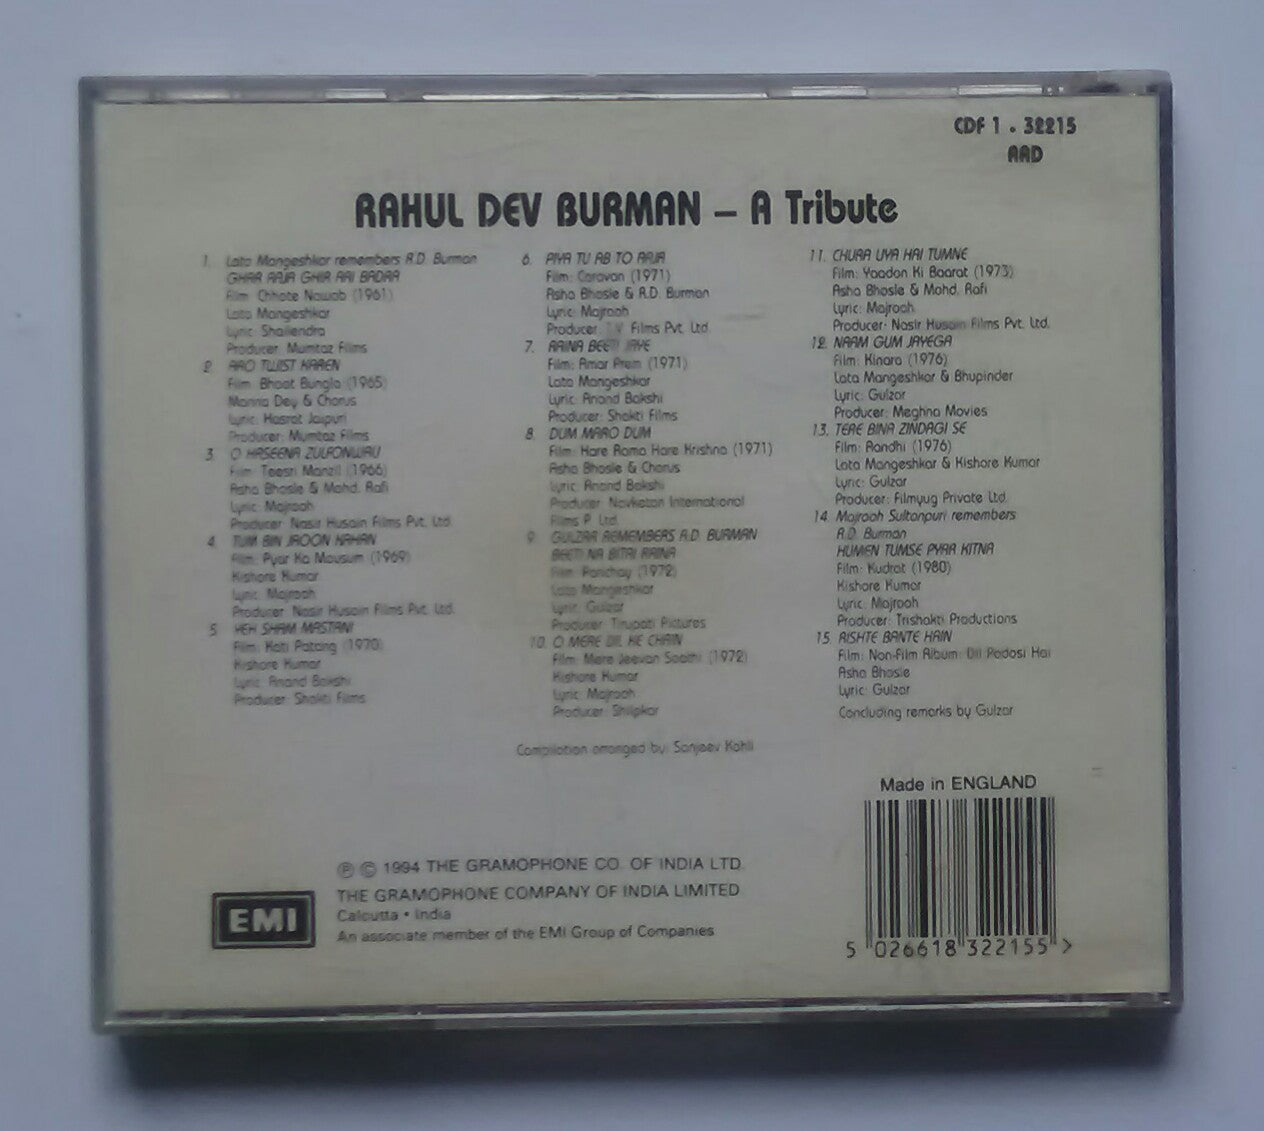 CDF 1 . 32215
AAD
RAHUL DEV BURMAN – A Tribute
1. Lata Mangeshkar remembers R.D. Burman
GHAR AAJA GHIR AAI BADAA
Film: Chhote Nawab (1961)
Lata Mangeshkar
Lyric: Shailendra
Producer: Mumtaz Films
2. AAO TWIST KAREN
Film: Bhoot Bungla (1965)
Manna Dey & Chorus
Lyric: Hasrat Jaipuri
Producer: Mumtaz Films
3. O HASEENA ZULFONWALI
Film: Teesri Manzil (1966)
Asha Bhosle & Mohd. Rafi
Lyric: Majrooh
Producer: Nasir Husain Films Pvt. Ltd.
4. TUM BIN JAOON KAHAN
Film: Pyar Ka Mausum (1969)
Kishore Kumar
Lyric: Majrooh
Producer: Nasir Husain Films Pvt. Ltd.
5. YEH SHAM MASTANI
Film: Kati Patang (1970)
Kishore Kumar
Lyric: Anand Bakshi
Producer: Shakti Films
6. PIYA TU AB TO AAJA
Film: Caravan (1971)
Asha Bhosle & R.D. Burman
Lyric: Majrooh
Producer: T.V. Films Pvt. Ltd.
7. RAINA BEETI JAYE
Film: Amar Prem (1971)
Lata Mangeshkar
Lyric: Anand Bakshi
Producer: Shakti Films
8. DUM MARO DUM
Film: Hare Rama Hare Krishna (1971)
Asha Bhosle & Chorus
Lyric: Anand Bakshi
Producer: Navketan International
Films P. Ltd.
9. GULZAR REMEMBERS R.D. BURMAN
BEETI NA BITAI RAINA
Film: Parichay (1972)
Lata Mangeshkar
Lyric: Gulzar
Producer: Tirupati Pictures
10. O MERE DIL KE CHAIN
Film: Mere Jeevan Saathi (1972)
Kishore Kumar
Lyric: Majrooh
Producer: Shilpkar
11. CHURA LIYA HAI TUMNE
Film: Yaadon Ki Baarat (1973)
Asha Bhosle & Mohd. Rafi
Lyric: Majrooh
Producer: Nasir Husain Films Pvt. Ltd.
12. NAAM GUM JAYEGA
Film: Kinara (1976)
Lata Mangeshkar & Bhupinder
Lyric: Gulzar
Producer: Meghna Movies
13. TERE BINA ZINDAGI SE
Film: Aandhi (1976)
Lata Mangeshkar & Kishore Kumar
Lyric: Gulzar
Producer: Filmyug Private Ltd.
14. Majrooh Sultanpuri remembers
R.D. Burman
HUMEN TUMSE PYAR KITNA
Film: Kudrat (1980)
Kishore Kumar
Lyric: Majrooh
Producer: Trishakti Productions
15. RISHTE BANTE HAIN
Film: Non-Film Album: Dil Padosi Hai
Asha Bhosle
Lyric: Gulzar
Concluding remarks by Gulzar
Compilation arranged by: Sanjeev Kohli
Made in ENGLAND
5 026618 322155 >
EMI
℗ © 1994 THE GRAMOPHONE CO. OF INDIA LTD.
THE GRAMOPHONE COMPANY OF INDIA LIMITED
Calcutta • India
An associate member of the EMI Group of Companies